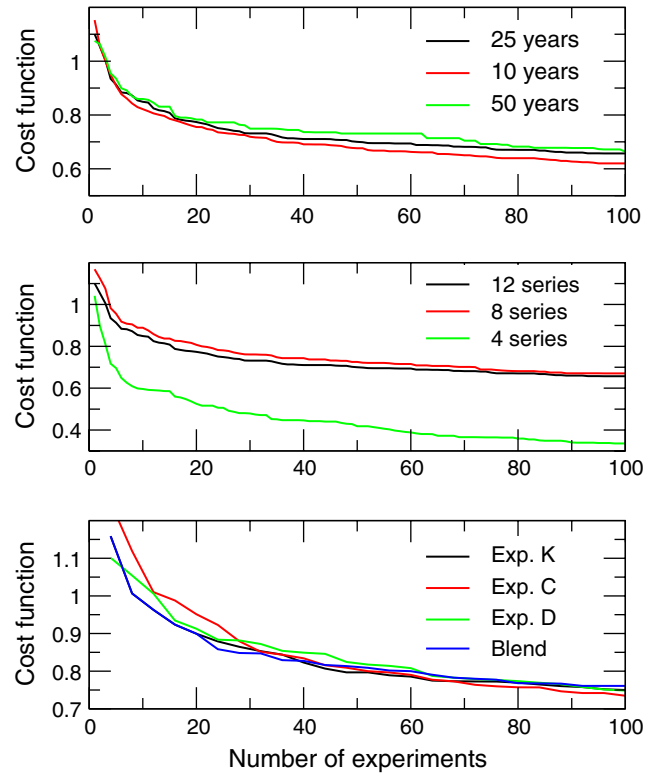 25 years
10 years
50 years
Cost function
1
0.8
0.6
0 20 40 60 80 100
12 series
8 series
4 series
Cost function
1
0.8
0.6
0.4
0 20 40 60 80 100
Exp. K
Exp. C
Exp. D
Blend
Cost function
1.1
1
0.9
0.8
0.7
0 20 40 60 80 100
Number of experiments